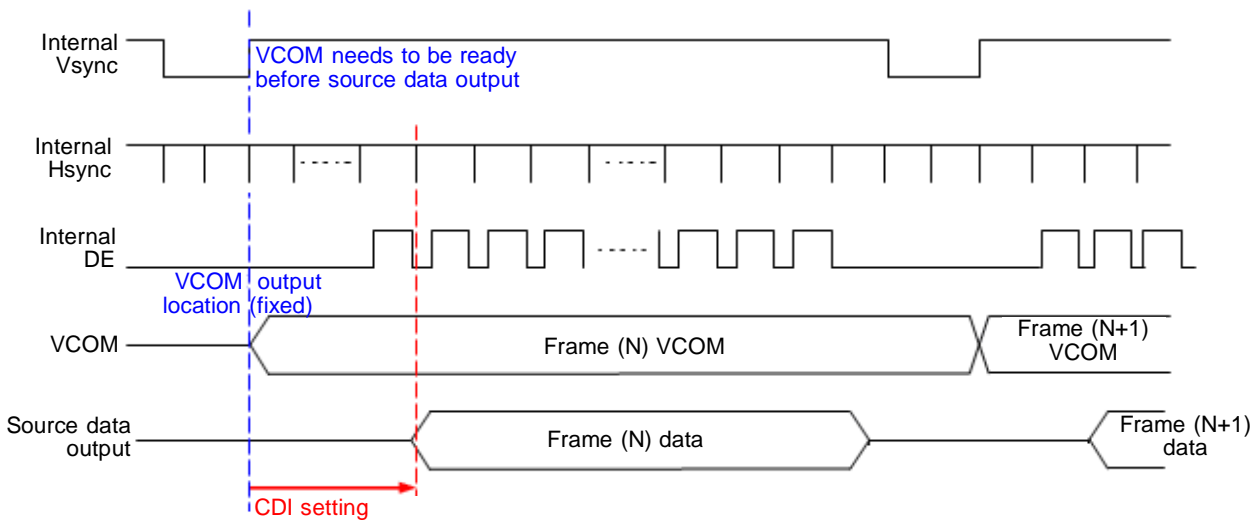 Internal
Vsync
VCOM needs to be ready
before source data output
Internal
Hsync
Internal
DE
VCOM output
location (fixed)
VCOM
Frame (N) VCOM
Frame (N+1)
VCOM
Source data
output
Frame (N) data
Frame (N+1)
data
CDI setting